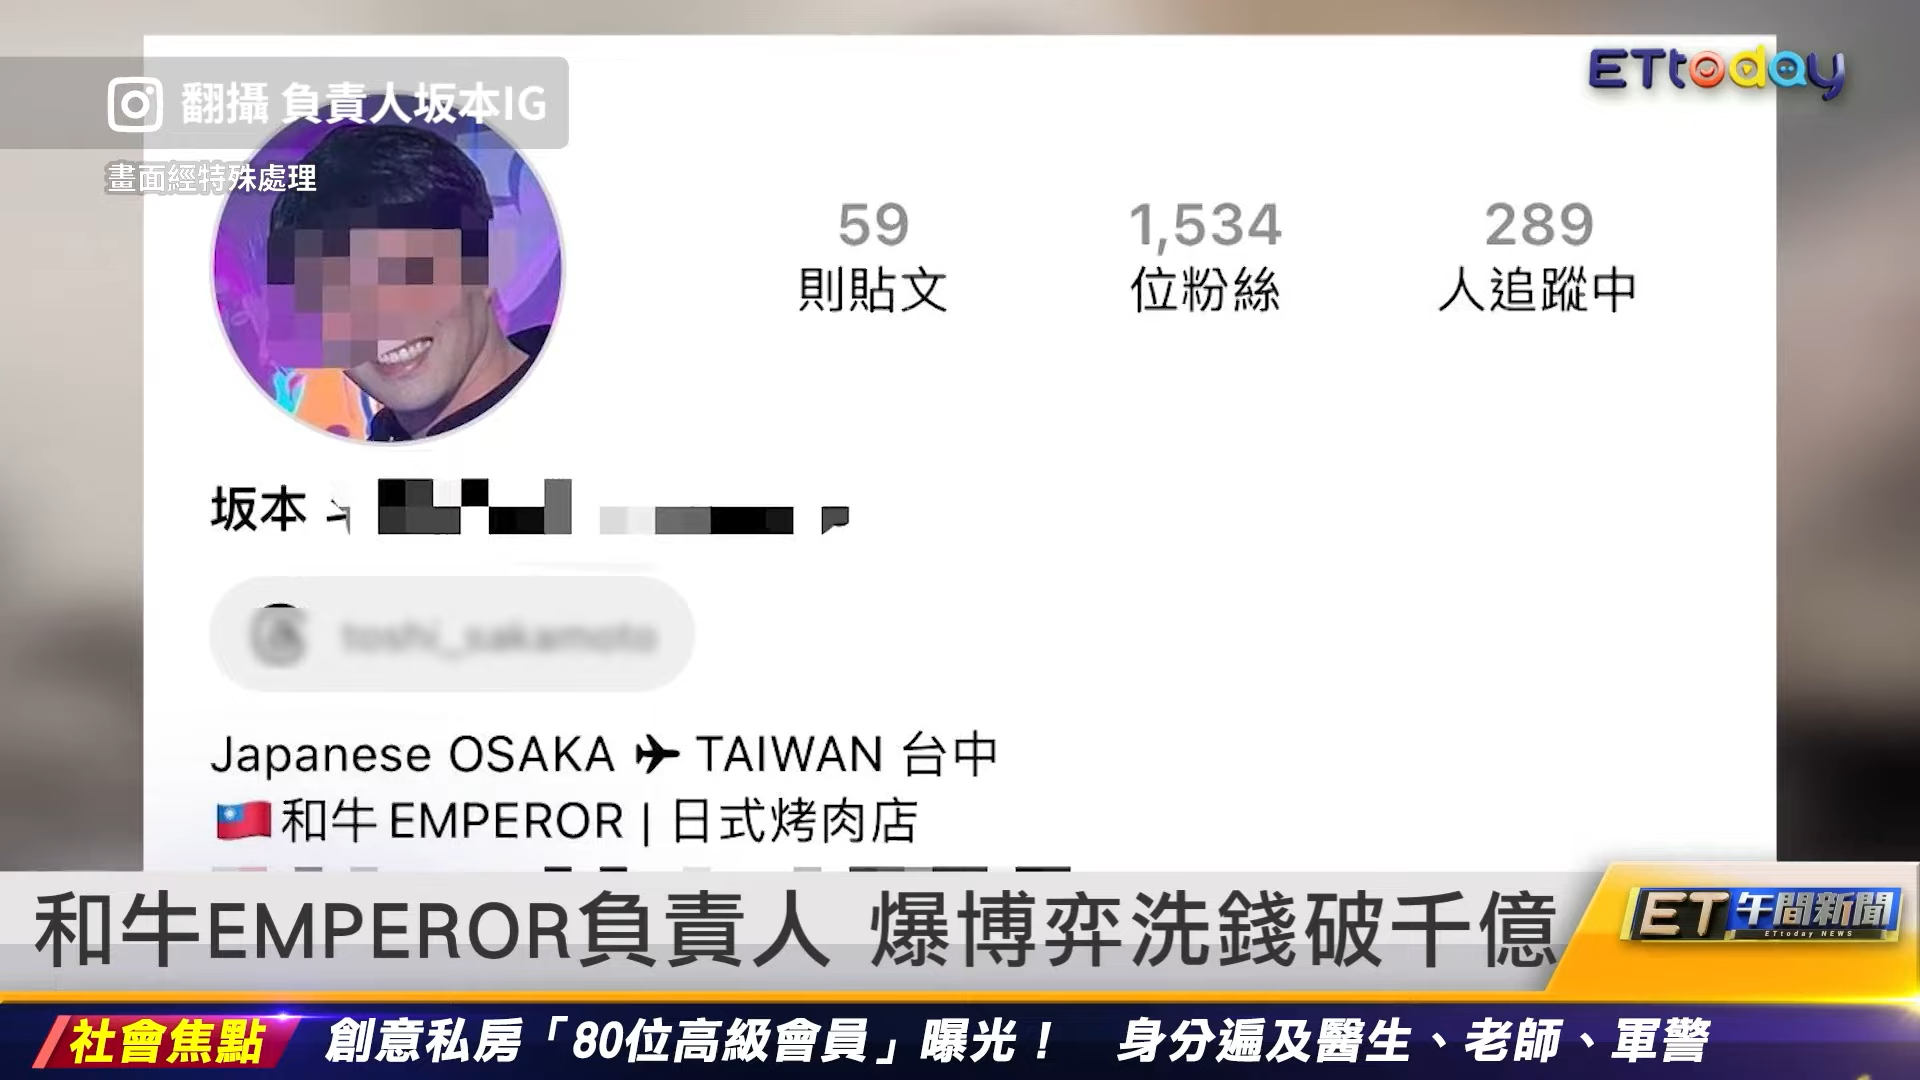 翻攝 負責人坂本IG
ETtoday
畫面經特殊處理
59
則貼文
1,534
位粉絲
289
人追蹤中
坂本
toshi_sakamoto
Japanese OSAKA ✈ TAIWAN 台中
🇹🇼和牛 EMPEROR | 日式烤肉店
和牛EMPEROR負責人 爆博弈洗錢破千億
ET午間新聞
ETtoday NEWS
社會焦點 創意私房「80位高級會員」曝光！ 身分遍及醫生、老師、軍警